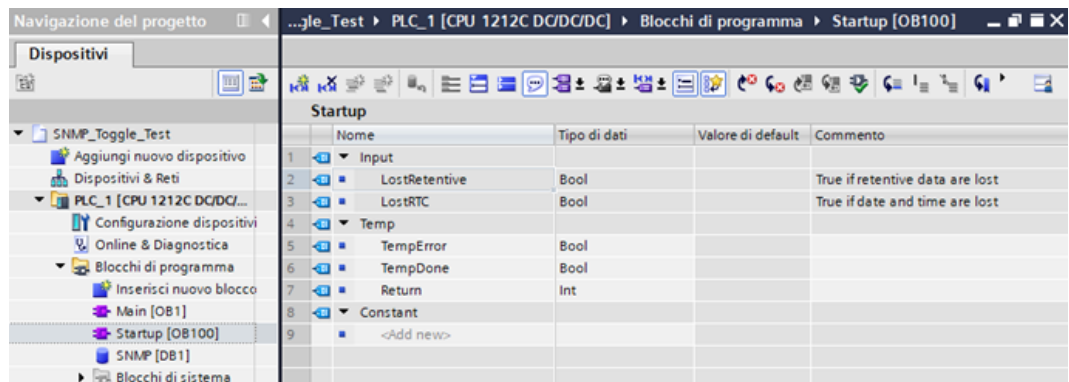 Navigazione del progetto
Dispositivi
SNMP_Toggle_Test
Aggiungi nuovo dispositivo
Dispositivi & Reti
PLC_1 [CPU 1212C DC/DC/...
Configurazione dispositivi
Online & Diagnostica
Blocchi di programma
Inserisci nuovo blocco
Main [OB1]
Startup [OB100]
SNMP [DB1]
Blocchi di sistema
...gle_Test PLC_1 [CPU 1212C DC/DC/DC] Blocchi di programma Startup [OB100]
Startup
Nome Tipo di dati Valore di default Commento
1 Input
2 LostRetentive Bool True if retentive data are lost
3 LostRTC Bool True if date and time are lost
4 Temp
5 TempError Bool
6 TempDone Bool
7 Return Int
8 Constant
9 <Add new>